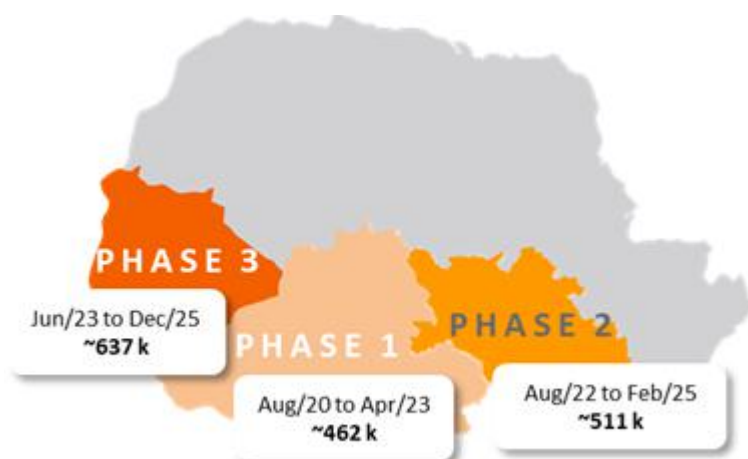 PHASE 3
Jun/23 to Dec/25
~637 k
PHASE 1
Aug/20 to Apr/23
~462 k
PHASE 2
Aug/22 to Feb/25
~511 k